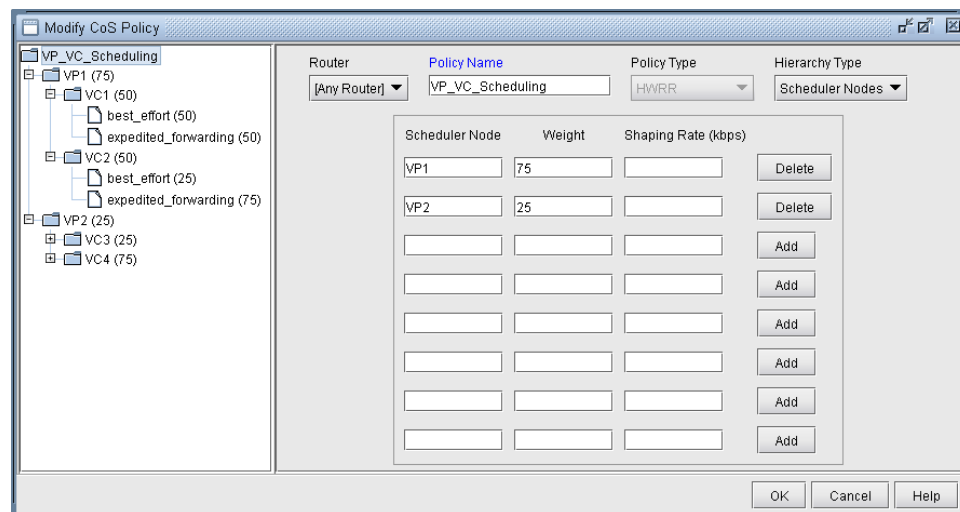 Modify CoS Policy
VP_VC_Scheduling
VP1 (75)
VC1 (50)
best_effort (50)
expedited_forwarding (50)
VC2 (50)
best_effort (25)
expedited_forwarding (75)
VP2 (25)
VC3 (25)
VC4 (75)
Router Policy Name Policy Type Hierarchy Type
[Any Router] VP_VC_Scheduling HWRR Scheduler Nodes
Scheduler Node Weight Shaping Rate (kbps)
VP1 75 Delete
VP2 25 Delete
Add
Add
Add
Add
Add
Add
OK Cancel Help